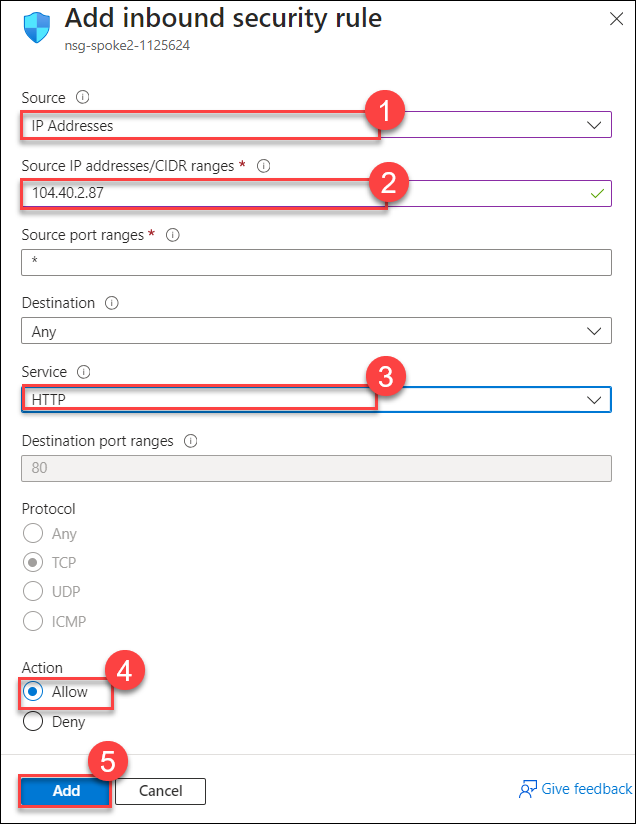 Add inbound security rule
nsg-spoke2-1125624
Source
1
IP Addresses
Source IP addresses/CIDR ranges *
2
104.40.2.87
Source port ranges *
*
Destination
Any
Service
3
HTTP
Destination port ranges
80
Protocol
Any
TCP
UDP
ICMP
Action
4
Allow
Deny
5
Add Cancel Give feedback